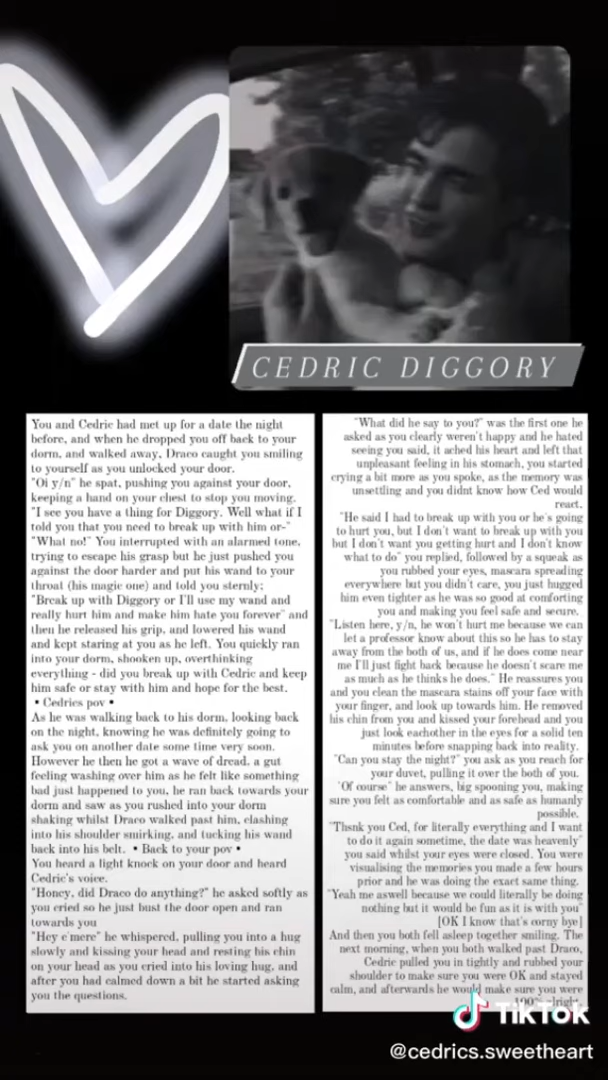 CEDRIC DIGGORY
You and Cedric had met up for a date the night
before, and when he dropped you off back to your
dorm, and walked away, Draco caught you smiling
to yourself as you unlocked your door.
"Oi y/n" he spat, pushing you against your door,
keeping a hand on your chest to stop you moving.
"I see you have a thing for Diggory. Well what if I
told you that you need to break up with him or-"
"What no!" You interrupted with an alarmed tone,
trying to escape his grasp but he just pushed you
against the door harder and put his wand to your
throat (his magic one) and told you sternly;
"Break up with Diggory or I'll use my wand and
really hurt him and make him hate you forever" and
then he released his grip, and lowered his wand
and kept staring at you as he left. You quickly ran
into your dorm, shooken up, overthinking
everything - did you break up with Cedric and keep
him safe or stay with him and hope for the best.
• Cedrics pov •
As he was walking back to his dorm, looking back
on the night, knowing he was definitely going to
ask you on another date some time very soon.
However he then he got a wave of dread, a gut
feeling washing over him as he felt like something
bad just happened to you, he ran back towards your
dorm and saw as you rushed into your dorm
shaking whilst Draco walked past him, clashing
into his shoulder smirking, and tucking his wand
back into his belt. • Back to your pov •
You heard a light knock on your door and heard
Cedric's voice.
"Honey, did Draco do anything?" he asked softly as
you cried so he just bust the door open and ran
towards you
"Hey c'mere" he whispered, pulling you into a hug
slowly and kissing your head and resting his chin
on your head as you cried into his loving hug, and
after you had calmed down a bit he started asking
you the questions.
"What did he say to you?" was the first one he
asked as you clearly weren't happy and he hated
seeing you said, it ached his heart and left that
unpleasant feeling in his stomach, you started
crying a bit more as you spoke, as the memory was
unsettling and you didnt know how Ced would
react.
"He said I had to break up with you or he's going
to hurt you, but I don't want to break up with you
but I don't want you getting hurt and I don't know
what to do" you replied, followed by a squeak as
you rubbed your eyes, mascara spreading
everywhere but you didn't care, you just hugged
him even tighter as he was so good at comforting
you and making you feel safe and secure.
"Listen here, y/n, he won't hurt me because we can
let a professor know about this so he has to stay
away from the both of us, and if he does come near
me I'll just fight back because he doesn't scare me
as much as he thinks he does." He reassures you
and you clean the mascara stains off your face with
your finger, and look up towards him. He removed
his chin from you and kissed your forehead and you
just look eachother in the eyes for a solid ten
minutes before snapping back into reality.
"Can you stay the night?" you ask as you reach for
your duvet, pulling it over the both of you.
"Of course" he answers, big spooning you, making
sure you felt as comfortable and as safe as humanly
possible.
"Thsnk you Ced, for literally everything and I want
to do it again sometime, the date was heavenly"
you said whilst your eyes were closed. You were
visualising the memories you made a few hours
prior and he was doing the exact same thing.
"Yeah me aswell because we could literally be doing
nothing but it would be fun as it is with you"
[OK I know that's corny bye]
And then you both fell asleep together smiling. The
next morning, when you both walked past Draco,
Cedric pulled you in tightly and rubbed your
shoulder to make sure you were OK and stayed
calm, and afterwards he would make sure you were
100% alright.
TikTok
@cedrics.sweetheart